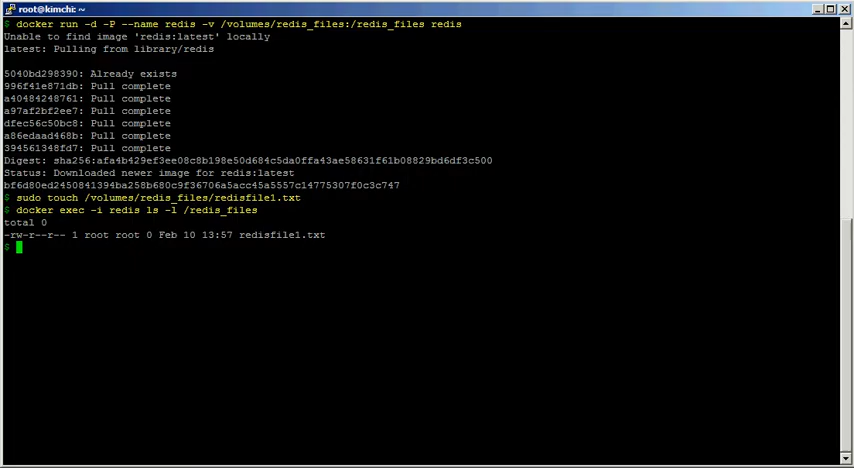 root@kimchi: ~
$ docker run -d -P --name redis -v /volumes/redis_files:/redis_files redis
Unable to find image 'redis:latest' locally
latest: Pulling from library/redis
5040bd298390: Already exists
996f41e871db: Pull complete
a40484248761: Pull complete
a97af2bf2ee7: Pull complete
dfec56c50bc8: Pull complete
a86edaad468b: Pull complete
394561348fd7: Pull complete
Digest: sha256:afa4b429ef3ee08c8b198e50d684c5da0ffa43ae58631f61b08829bd6df3c500
Status: Downloaded newer image for redis:latest
bf6d80ed2450841394ba258b680c9f36706a5acc45a5557c14775307f0c3c747
$ sudo touch /volumes/redis_files/redisfile1.txt
$ docker exec -i redis ls -l /redis_files
total 0
-rw-r--r-- 1 root root 0 Feb 10 13:57 redisfile1.txt
$